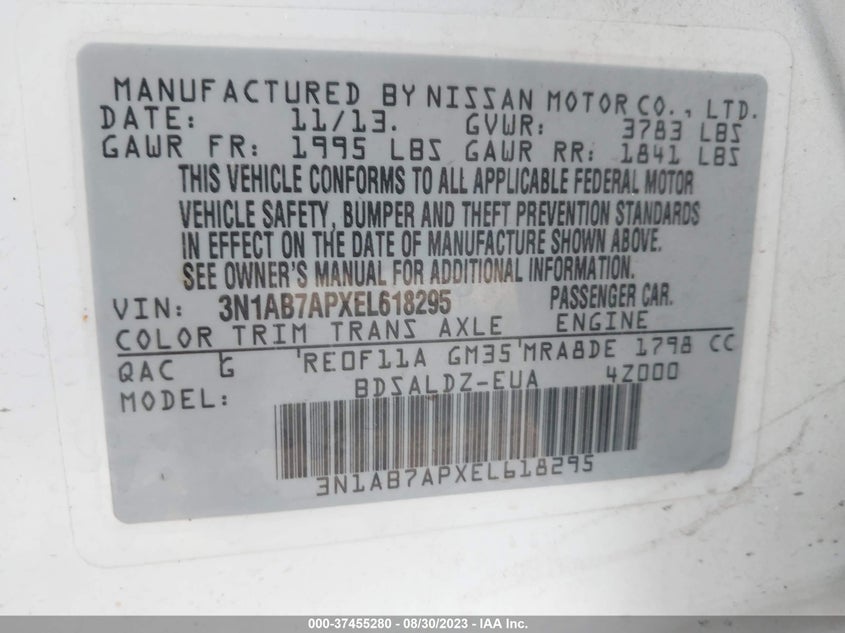 MANUFACTURED BY NISSAN MOTOR CO., LTD.
DATE: 11/13. GVWR: 3783 LBS
GAWR FR: 1995 LBS GAWR RR: 1841 LBS
THIS VEHICLE CONFORMS TO ALL APPLICABLE FEDERAL MOTOR
VEHICLE SAFETY, BUMPER AND THEFT PREVENTION STANDARDS
IN EFFECT ON THE DATE OF MANUFACTURE SHOWN ABOVE.
SEE OWNER'S MANUAL FOR ADDITIONAL INFORMATION.
VIN: 3N1AB7APXEL618295 PASSENGER CAR.
COLOR TRIM TRANS AXLE ENGINE
QAC G RE0F11A GM35 MRA8DE 1798 CC
MODEL: BDSALDZ-EUA 4Z000
3N1AB7APXEL618295
000-37455280 - 08/30/2023 - IAA Inc.